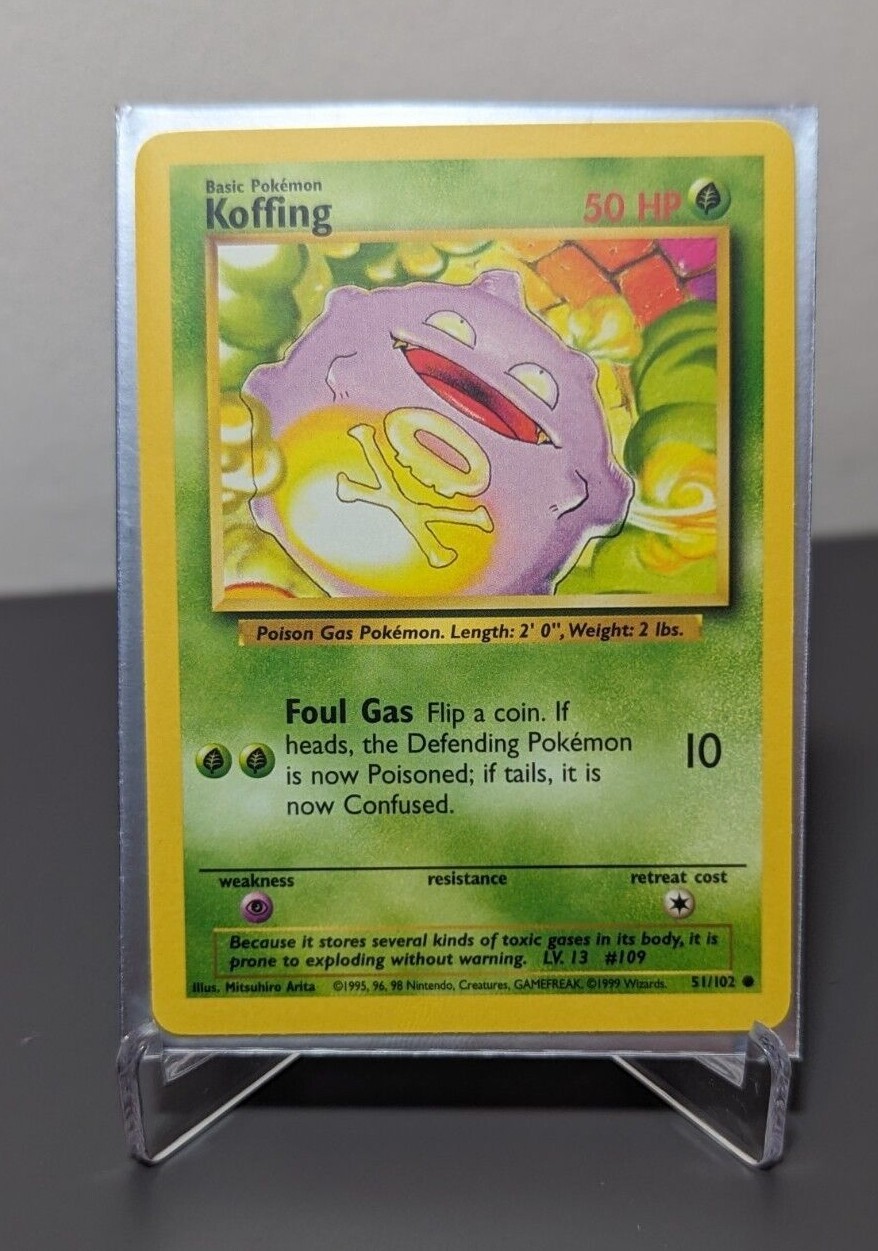 Basic Pokémon
Koffing
50 HP
Poison Gas Pokémon. Length: 2' 0", Weight: 2 lbs.
Foul Gas Flip a coin. If
heads, the Defending Pokémon
is now Poisoned; if tails, it is
now Confused.
10
weakness resistance retreat cost
Because it stores several kinds of toxic gases in its body, it is
prone to exploding without warning. LV. 13 #109
Illus. Mitsuhiro Arita ©1995, 96, 98 Nintendo, Creatures, GAMEFREAK. ©1999 Wizards. 51/102